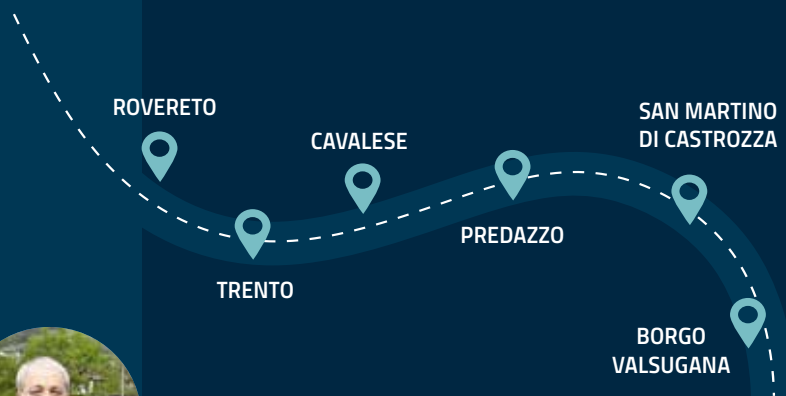 ROVERETO
TRENTO
CAVALESE
PREDAZZO
SAN MARTINO
DI CASTROZZA
BORGO
VALSUGANA